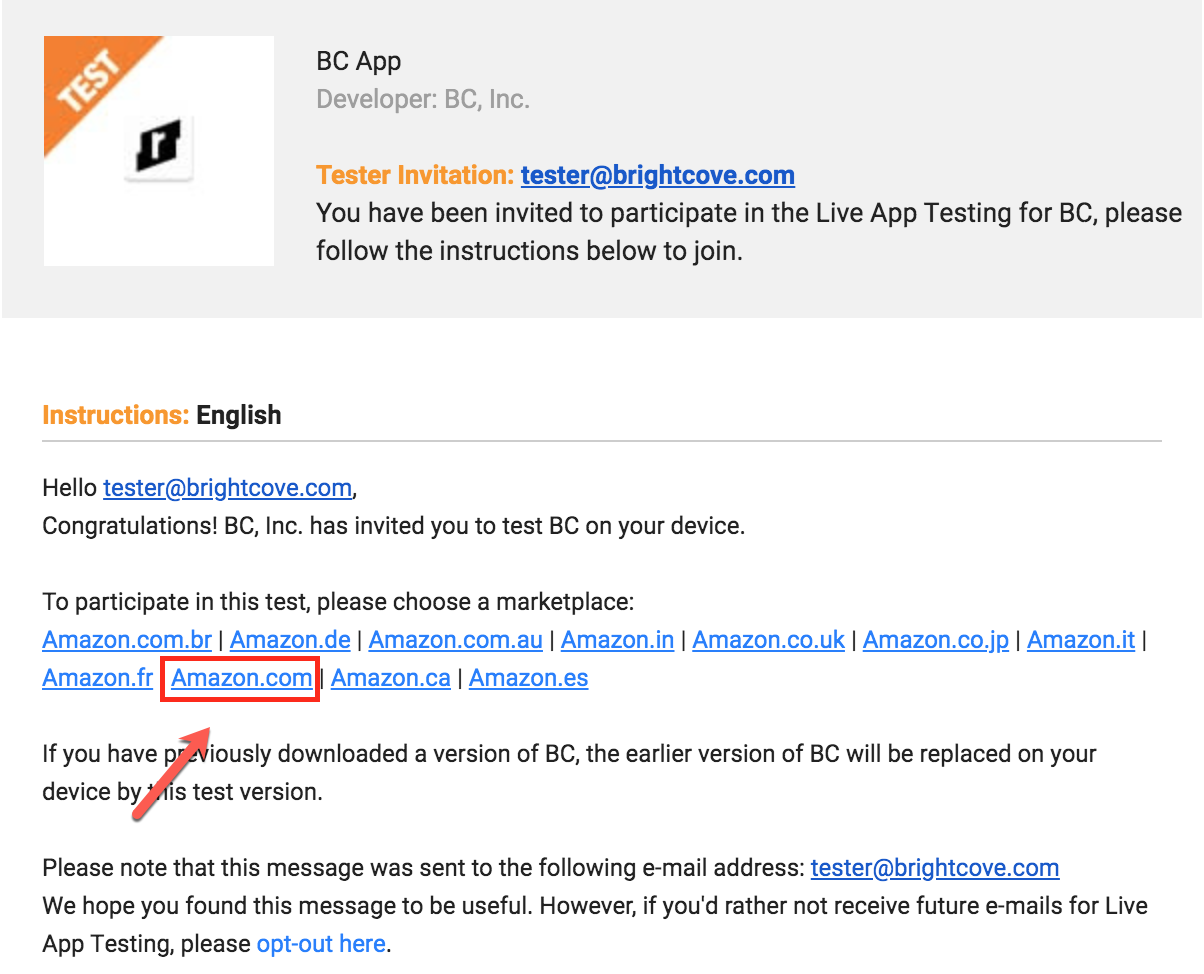 TEST
r
BC App
Developer: BC, Inc.
Tester Invitation: tester@brightcove.com
You have been invited to participate in the Live App Testing for BC, please
follow the instructions below to join.
Instructions: English
Hello tester@brightcove.com,
Congratulations! BC, Inc. has invited you to test BC on your device.
To participate in this test, please choose a marketplace:
Amazon.com.br | Amazon.de | Amazon.com.au | Amazon.in | Amazon.co.uk | Amazon.co.jp | Amazon.it |
Amazon.fr Amazon.com | Amazon.ca | Amazon.es
If you have previously downloaded a version of BC, the earlier version of BC will be replaced on your
device by this test version.
Please note that this message was sent to the following e-mail address: tester@brightcove.com
We hope you found this message to be useful. However, if you'd rather not receive future e-mails for Live
App Testing, please opt-out here.